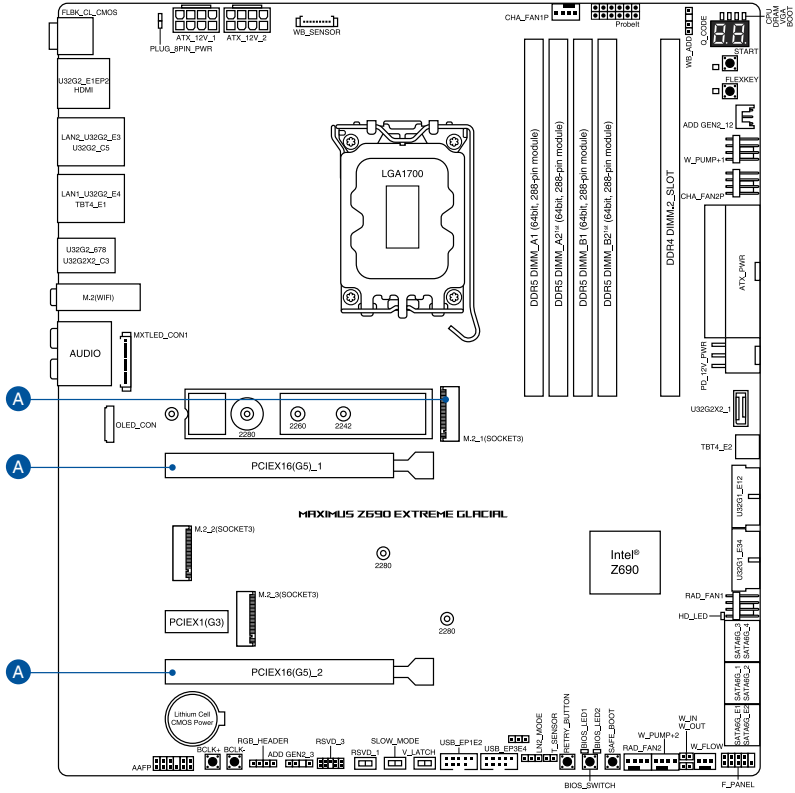 FLBK_CL_CMOS
PLUG_8PIN_PWR
ATX_12V_1
ATX_12V_2
WB_SENSOR
CHA_FAN1P
ProbeIt
WB_ADD
Q_CODE
88
CPU
DRAM
VGA
BOOT
START
FLEXKEY
ADD GEN2_12
W_PUMP+1
CHA_FAN2P
U32G2_E1EP2
HDMI
LAN2_U32G2_E3
U32G2_C5
LAN1_U32G2_E4
TBT4_E1
U32G2_678
U32G2X2_C3
M.2(WIFI)
AUDIO
MXTLED_CON1
OLED_CON
LGA1700
DDR5 DIMM_A1 (64bit, 288-pin module)
DDR5 DIMM_A2¹ˢᵗ (64bit, 288-pin module)
DDR5 DIMM_B1 (64bit, 288-pin module)
DDR5 DIMM_B2¹ˢᵗ (64bit, 288-pin module)
DDR4 DIMM.2_SLOT
ATX_PWR
PD_12V_PWR
U32G2X2_1
TBT4_E2
A
2280
2260
2242
M.2_1(SOCKET3)
A
PCIEX16(G5)_1
MAXIMUS Z690 EXTREME GLACIAL
U32G1_E12
U32G1_E34
M.2_2(SOCKET3)
2280
Intel®
Z690
M.2_3(SOCKET3)
PCIEX1(G3)
2280
RAD_FAN1
HD_LED
SATA6G_3
SATA6G_4
SATA6G_1
SATA6G_2
SATA6G_E1
SATA6G_E2
A
PCIEX16(G5)_2
Lithium Cell
CMOS Power
AAFP
BCLK+
BCLK-
RGB_HEADER
ADD GEN2_3
RSVD_3
RSVD_1
SLOW_MODE
V_LATCH
USB_EP1E2
USB_EP3E4
LN2_MODE
T_SENSOR
RETRY_BUTTON
BIOS_LED1
BIOS_LED2
SAFE_BOOT
BIOS_SWITCH
RAD_FAN2
W_PUMP+2
W_IN
W_OUT
W_FLOW
F_PANEL